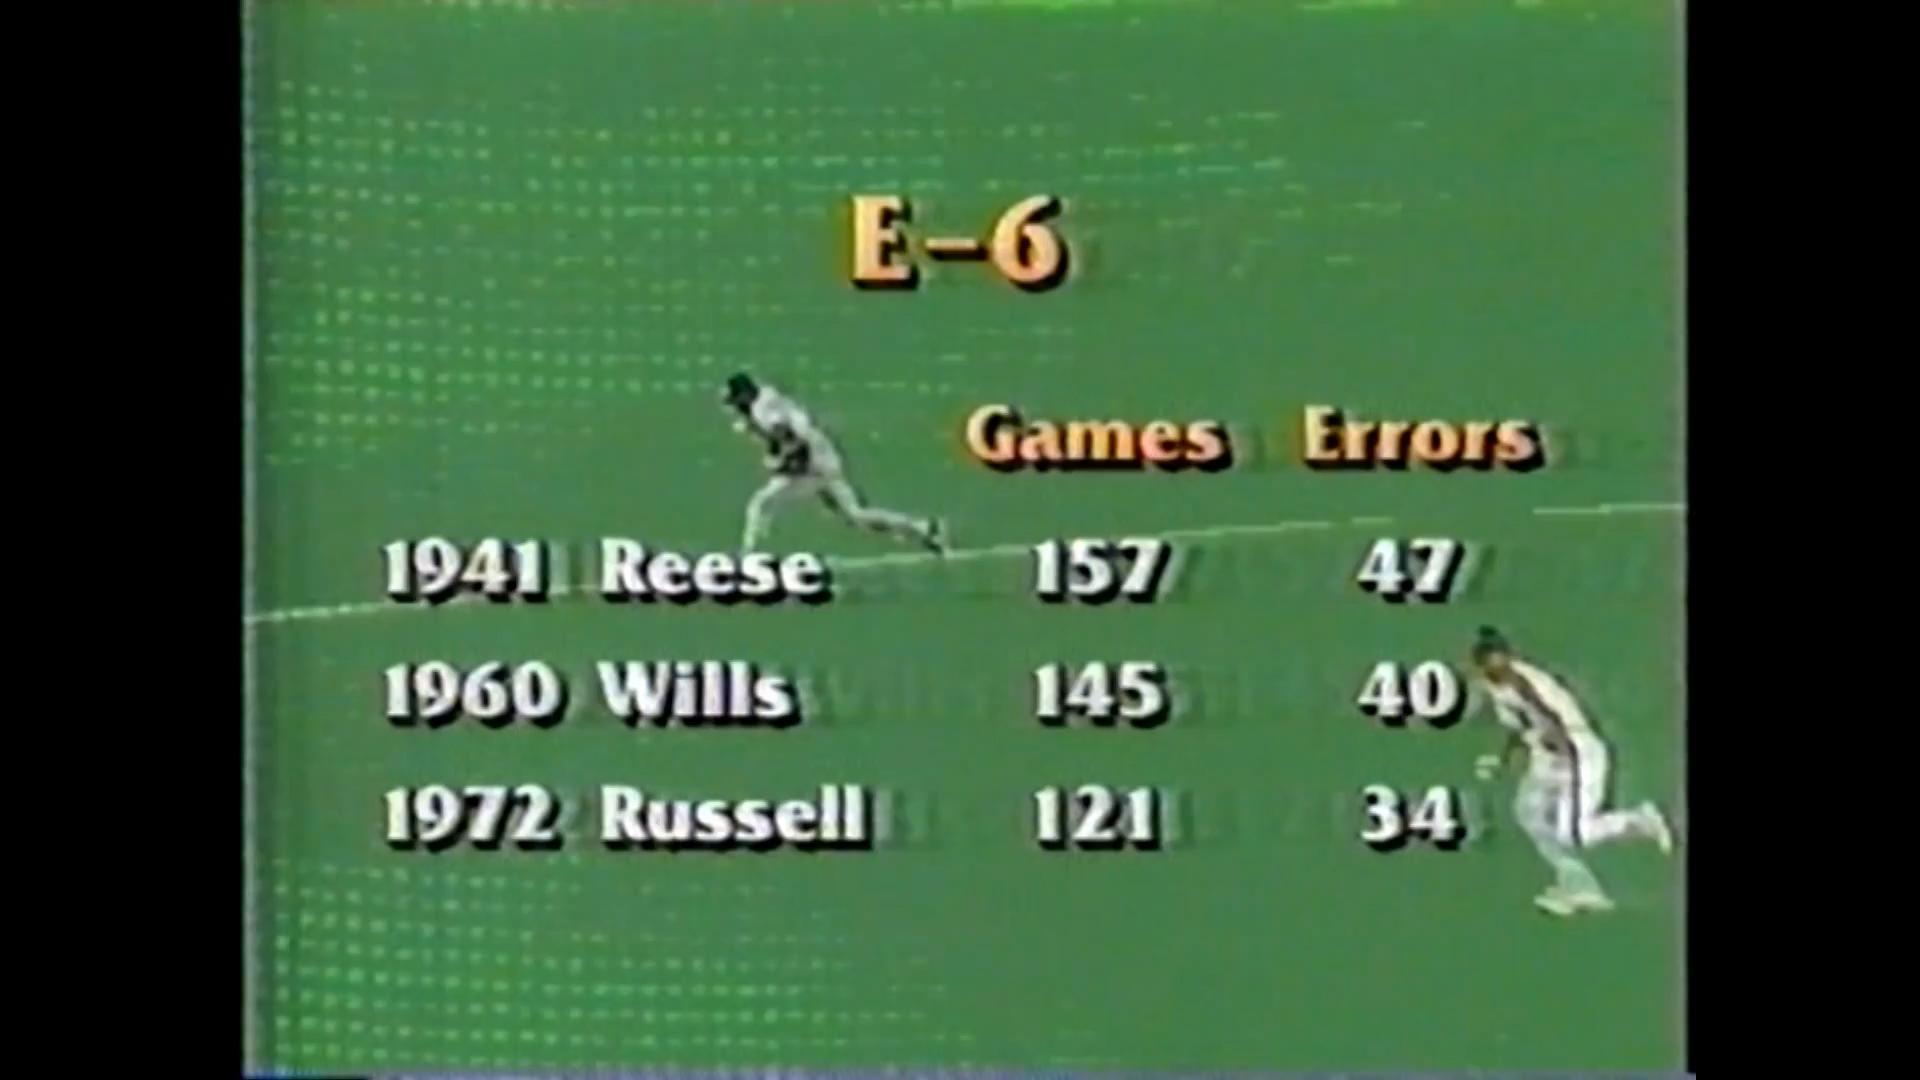 E-6
Games Errors
1941 Reese 157 47
1960 Wills 145 40
1972 Russell 121 34